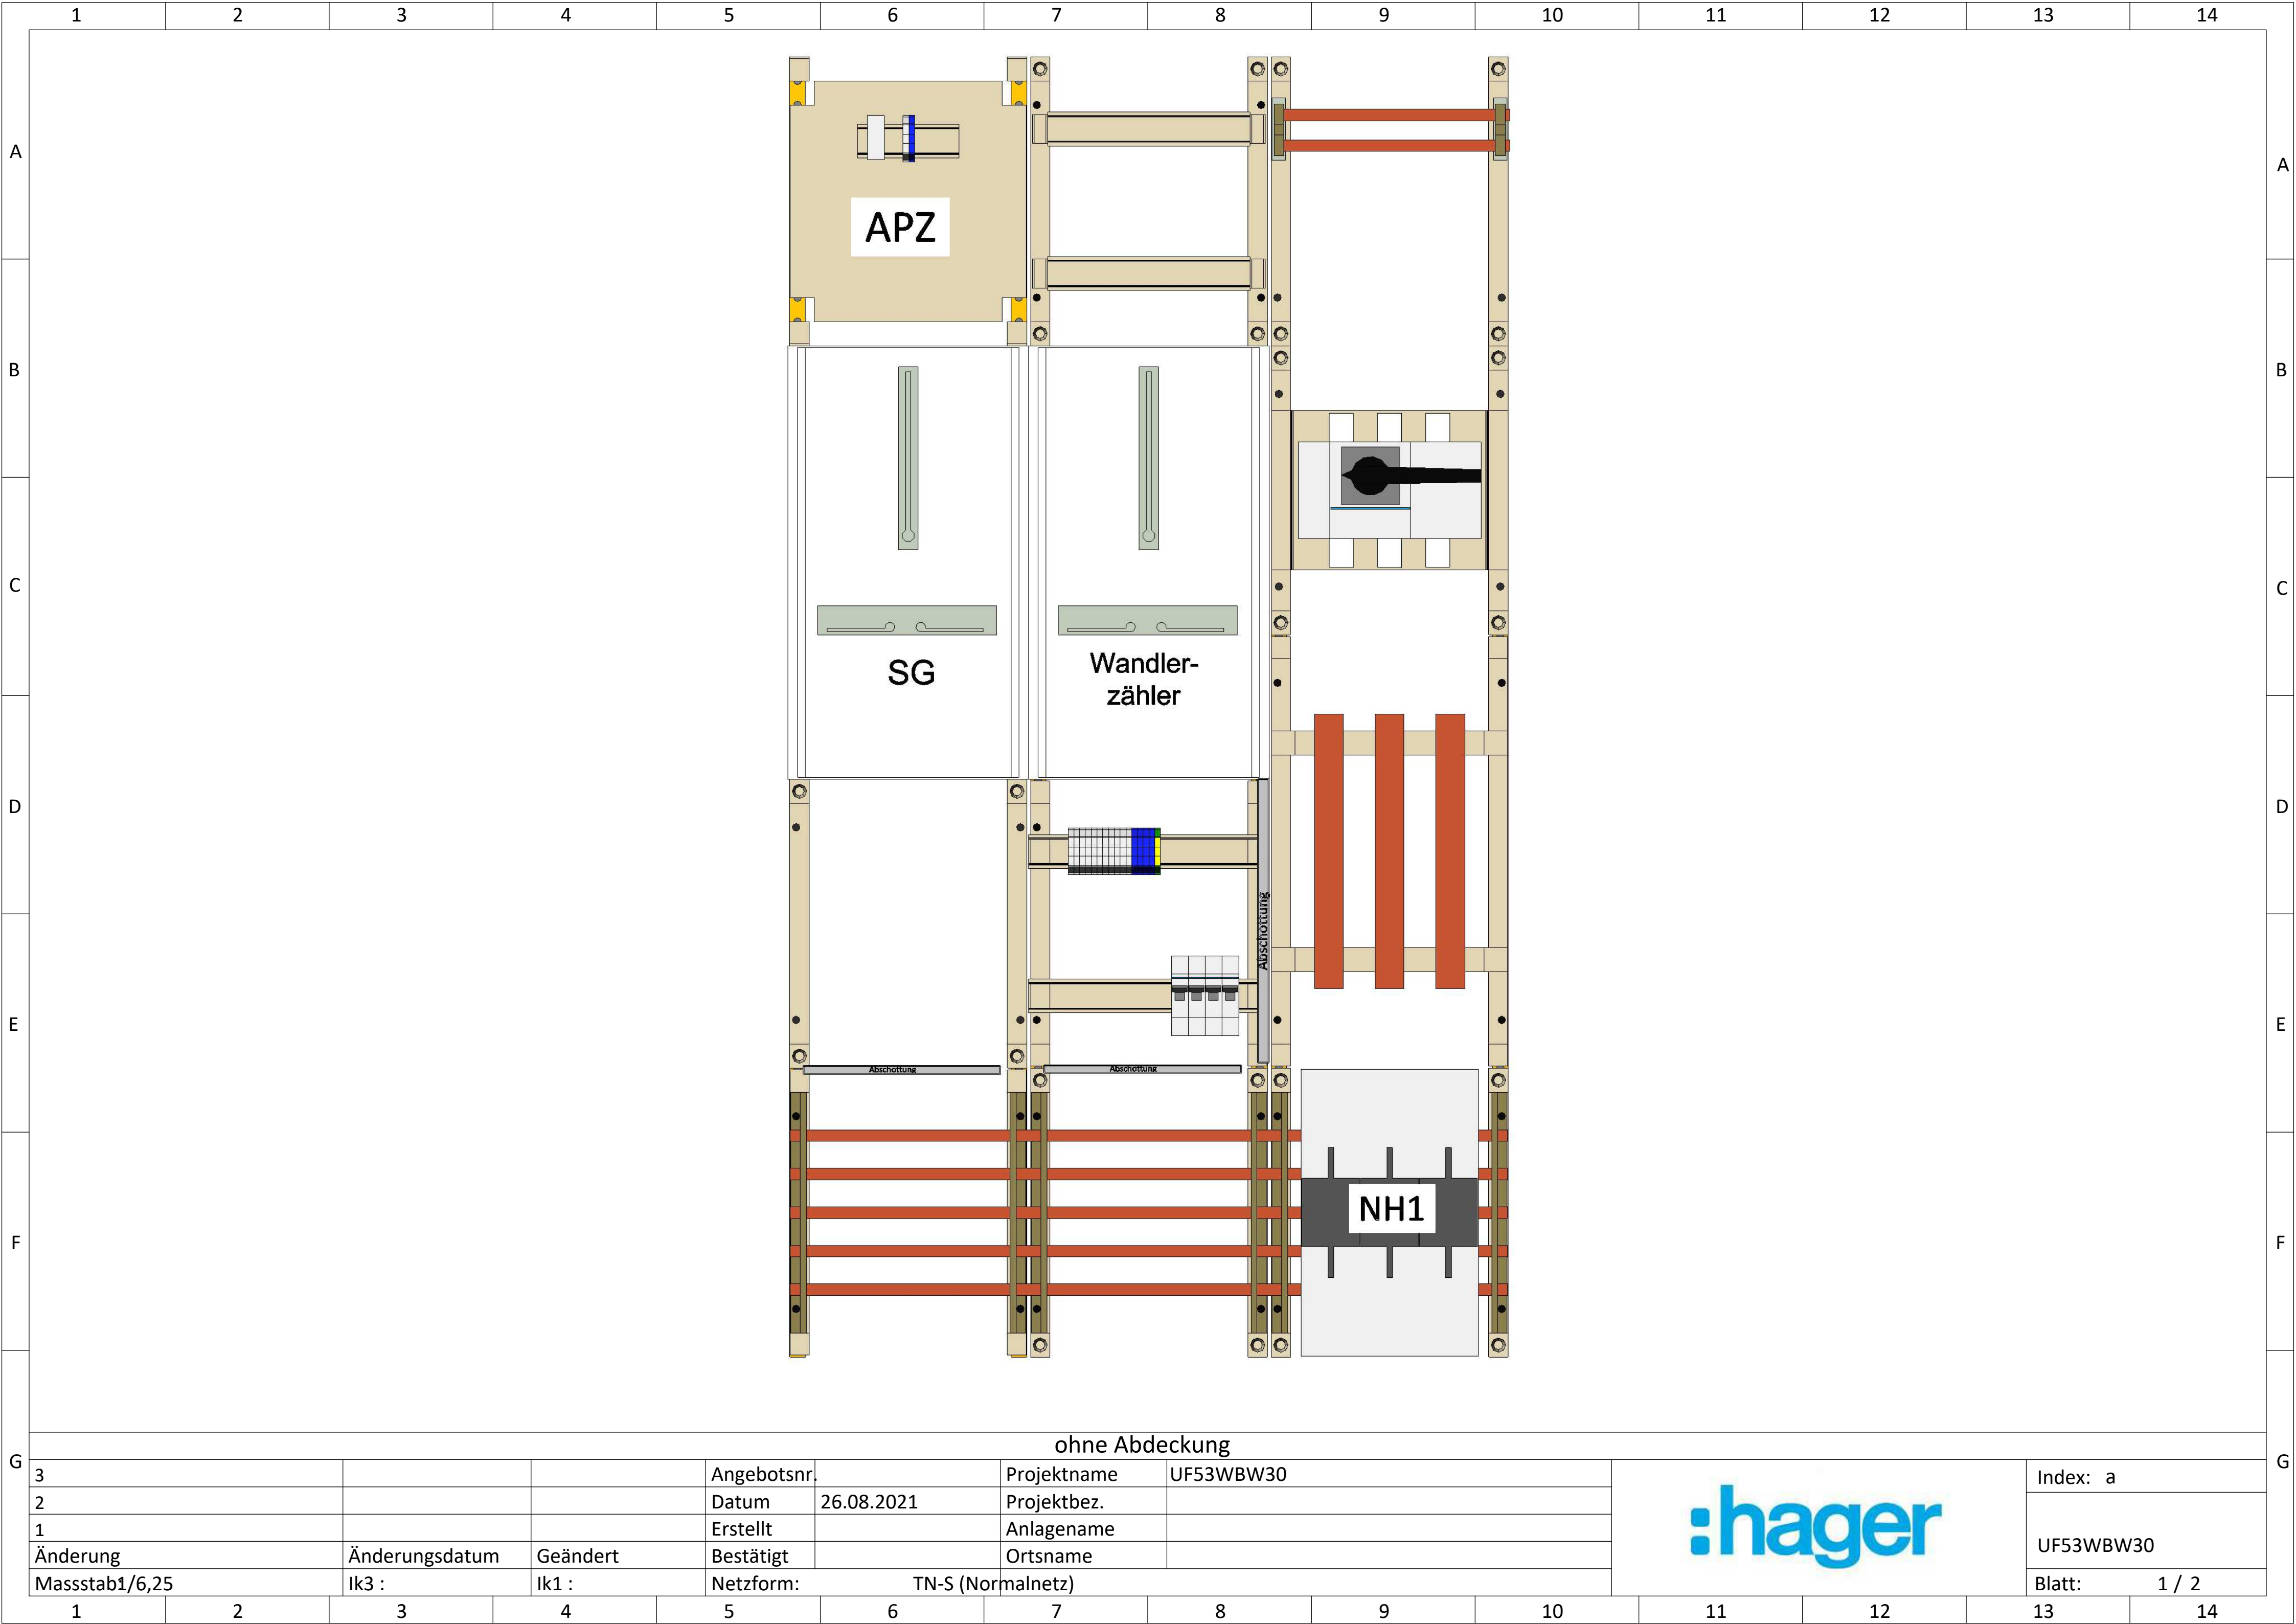 1 2 3 4 5 6 7 8 9 10 11 12 13 14
A A
APZ
B B
C C
SG
Wandler-
zähler
D D
Abschottung
E E
Abschottung Abschottung
NH1
F F
ohne Abdeckung
G G
3 Angebotsnr. Projektname UF53WBW30 Index: a
2 Datum 26.08.2021 Projektbez.
:hager
1 Erstellt Anlagename
UF53WBW30
Änderung Änderungsdatum Geändert Bestätigt Ortsname
Massstab1/6,25 Ik3 : Ik1 : Netzform: TN-S (Normalnetz) Blatt: 1 / 2
1 2 3 4 5 6 7 8 9 10 11 12 13 14